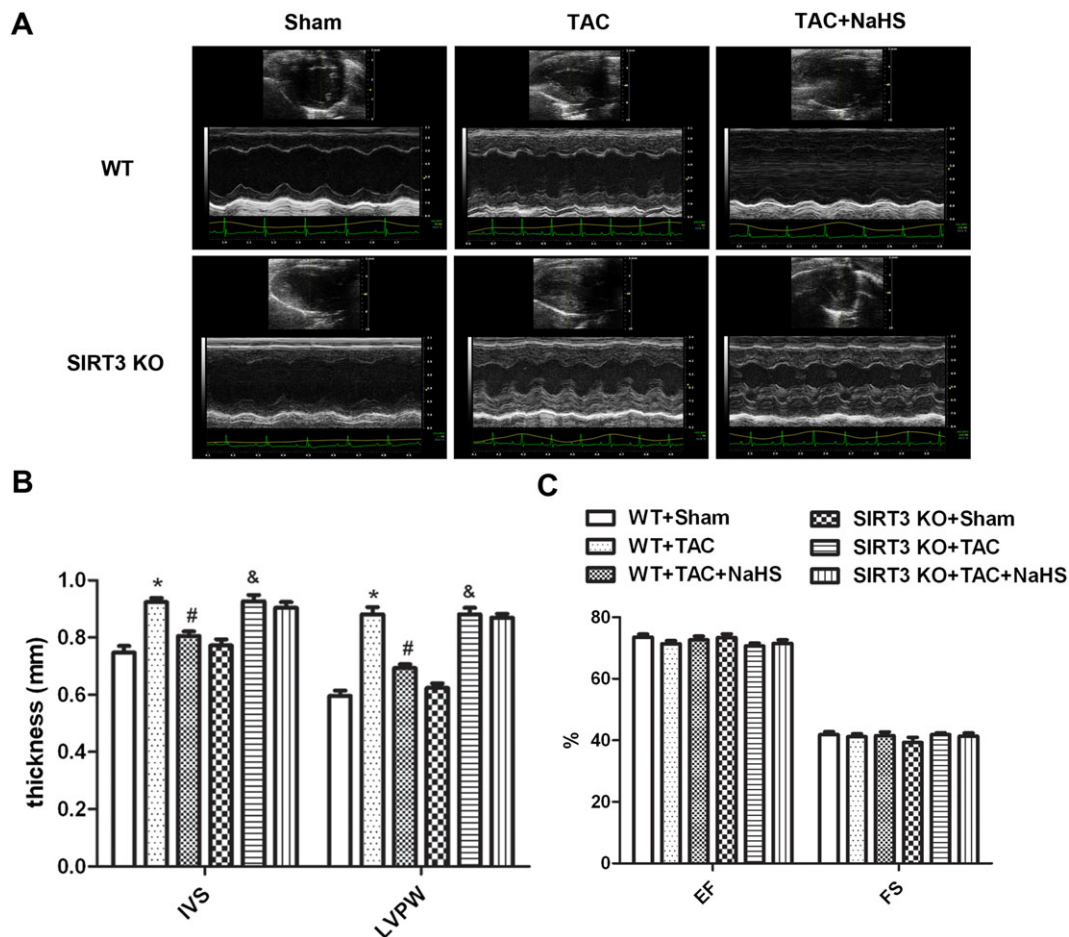 A
Sham
TAC
TAC+NaHS
WT
SIRT3 KO
B
C
WT+Sham
WT+TAC
WT+TAC+NaHS
SIRT3 KO+Sham
SIRT3 KO+TAC
SIRT3 KO+TAC+NaHS
thickness (mm)
1.0
0.8
0.6
0.4
0.2
0.0
*
#
&
*
#
&
IVS
LVPW
%
80
60
40
20
0
EF
FS